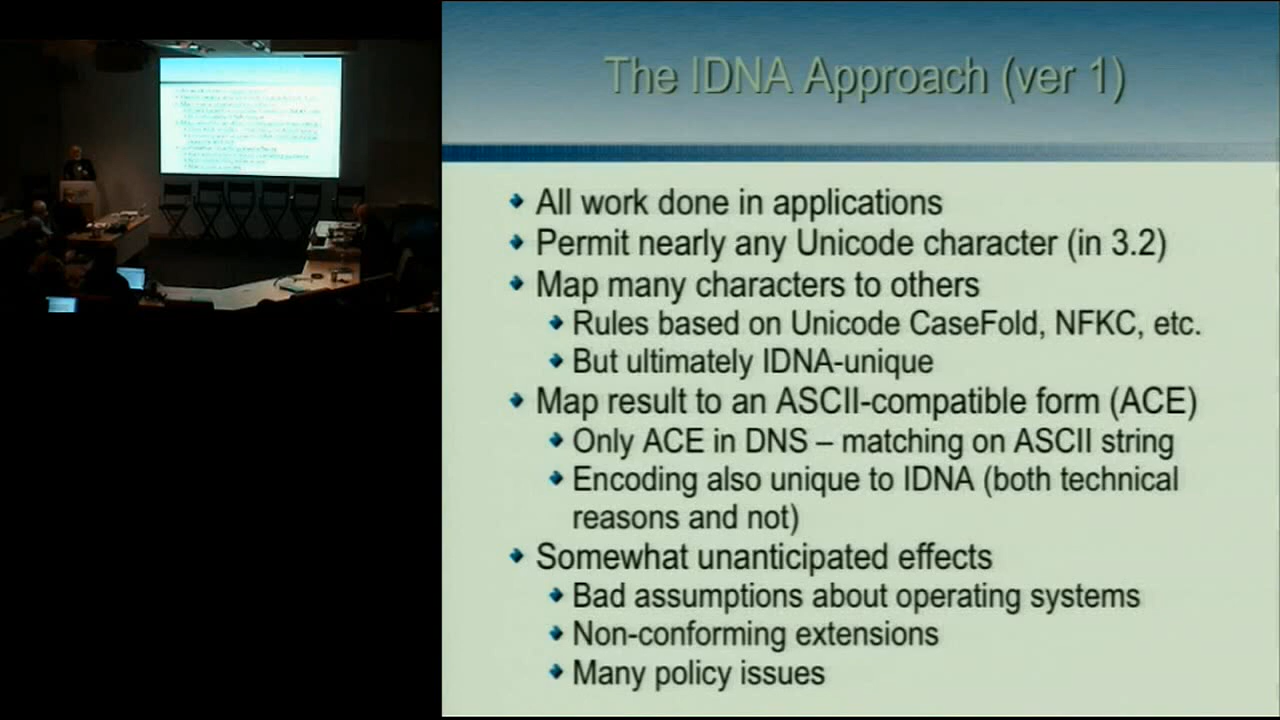 The IDNA Approach (ver 1)
All work done in applications
Permit nearly any Unicode character (in 3.2)
Map many characters to others
Rules based on Unicode CaseFold, NFKC, etc.
But ultimately IDNA-unique
Map result to an ASCII-compatible form (ACE)
Only ACE in DNS – matching on ASCII string
Encoding also unique to IDNA (both technical
reasons and not)
Somewhat unanticipated effects
Bad assumptions about operating systems
Non-conforming extensions
Many policy issues